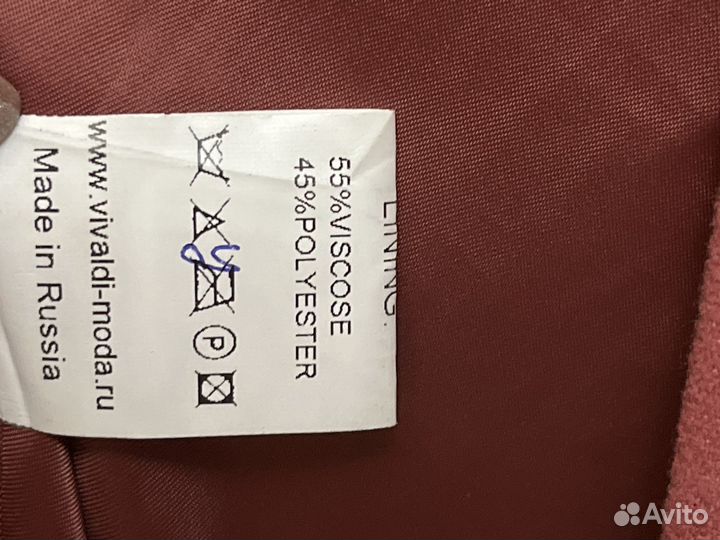 LINING:
55%VISCOSE
45%POLYESTER
P
www.vivaldi-moda.ru
Made in Russia
Avito